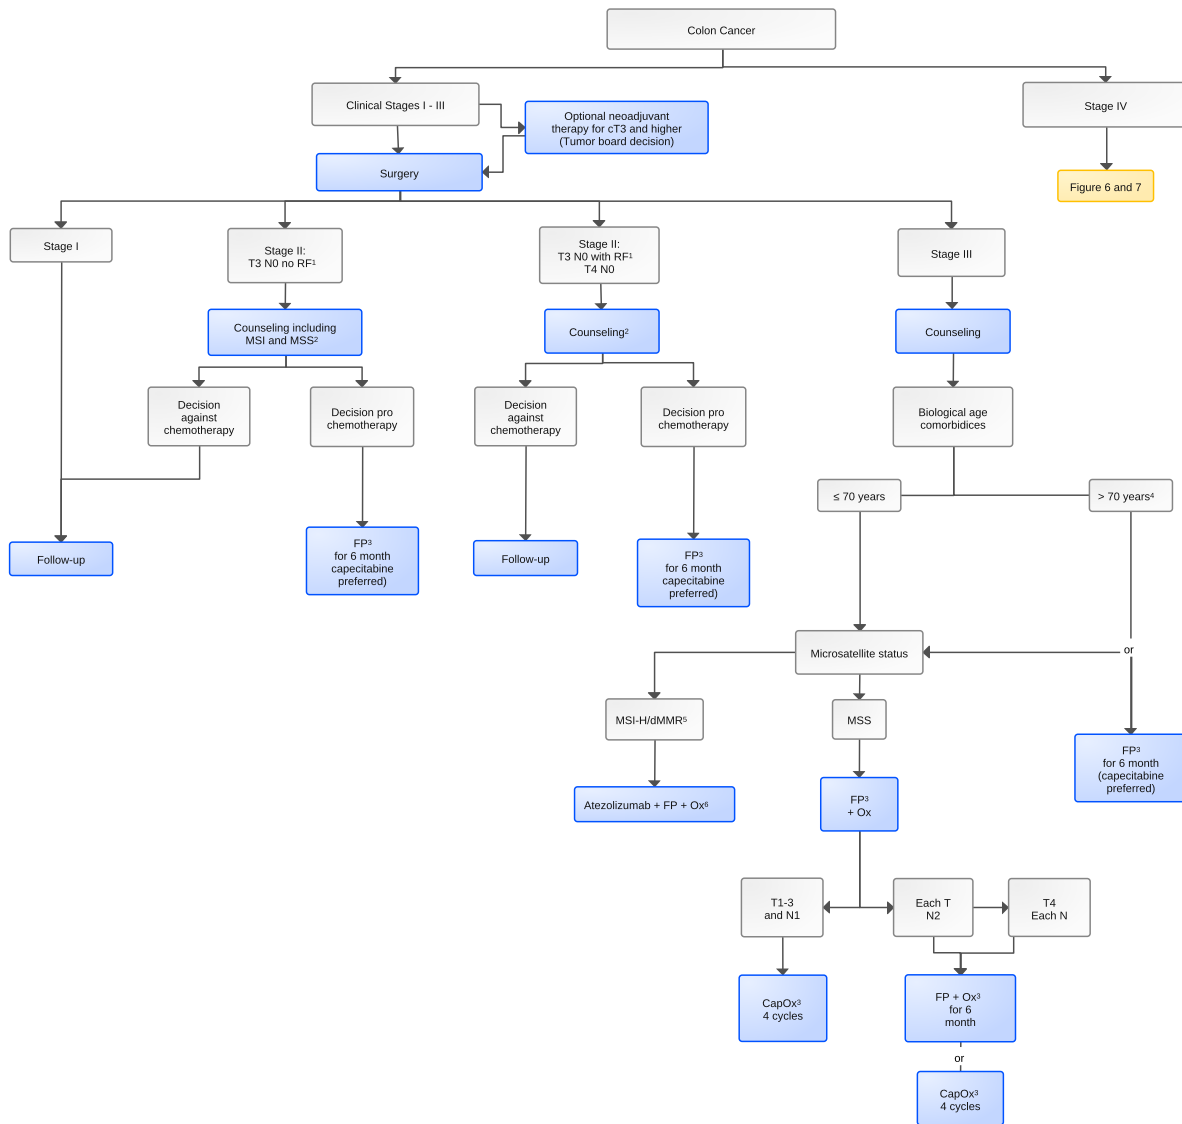 Colon Cancer
Clinical Stages I - III
Optional neoadjuvant
therapy for cT3 and higher
(Tumor board decision)
Stage IV
Surgery
Figure 6 and 7
Stage I
Stage II:
T3 N0 no RF¹
Stage II:
T3 N0 with RF¹
T4 N0
Stage III
Counseling including
MSI and MSS²
Counseling²
Counseling
Decision
against
chemotherapy
Decision pro
chemotherapy
Decision
against
chemotherapy
Decision pro
chemotherapy
Biological age
comorbidices
≤ 70 years
> 70 years⁴
Follow-up
FP³
for 6 month
capecitabine
preferred)
Follow-up
FP³
for 6 month
capecitabine
preferred)
Microsatellite status
or
MSI-H/dMMR⁵
MSS
FP³
for 6 month
(capecitabine
preferred)
Atezolizumab + FP + Ox⁶
FP³
+ Ox
T1-3
and N1
Each T
N2
T4
Each N
CapOx³
4 cycles
FP + Ox³
for 6
month
or
CapOx³
4 cycles